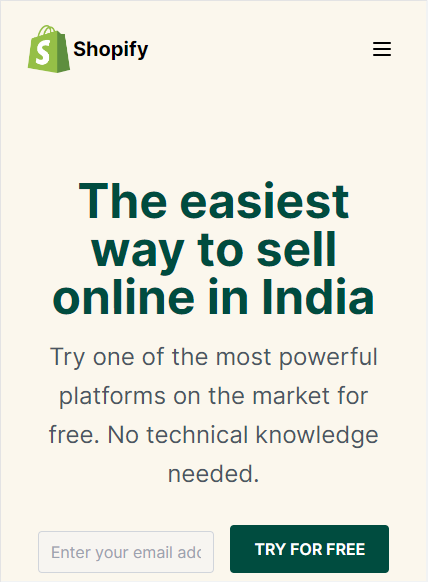 Shopify
The easiest
way to sell
online in India
Try one of the most powerful
platforms on the market for
free. No technical knowledge
needed.
Enter your email add
TRY FOR FREE